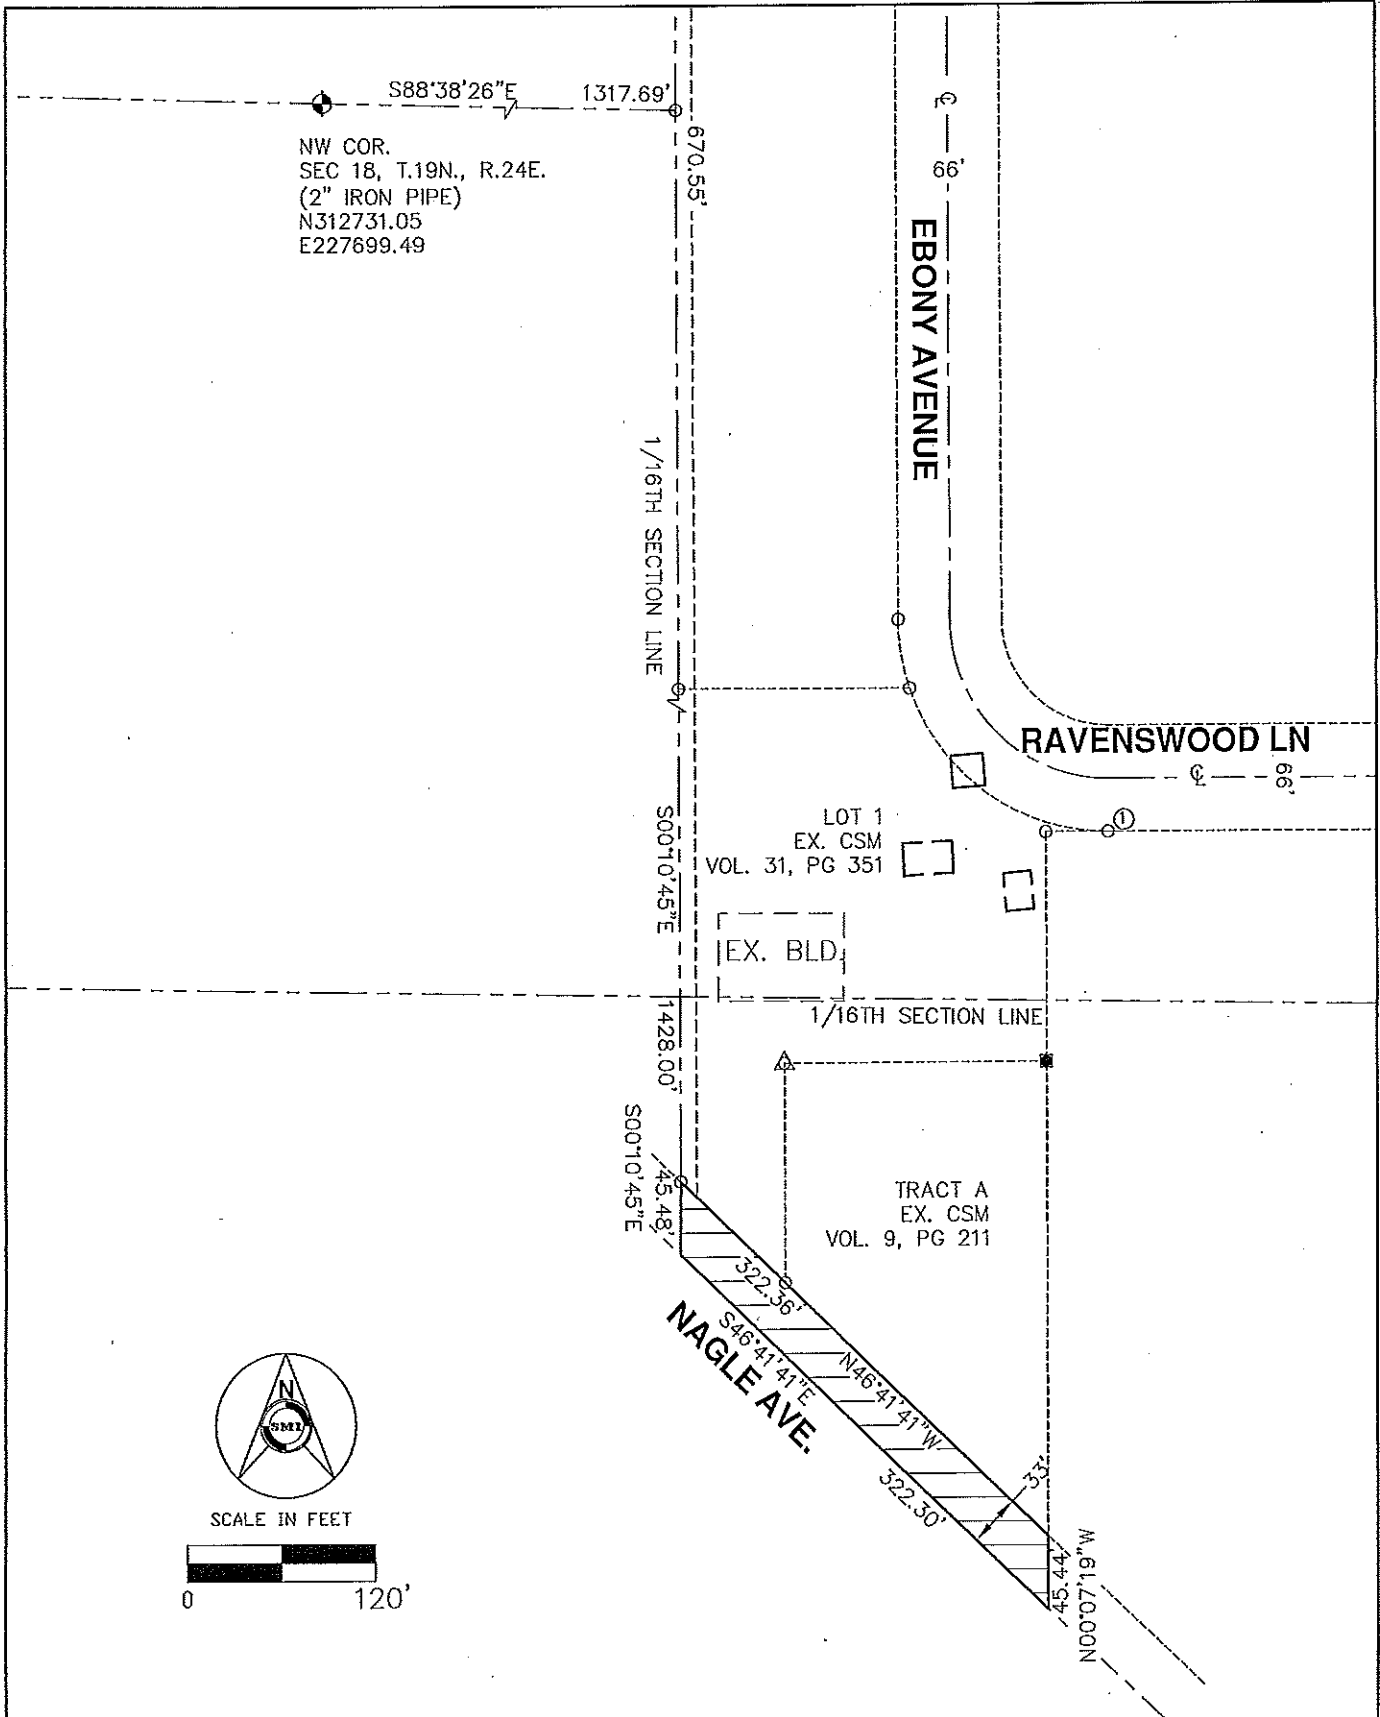 S88°38'26"E
1317.69'
NW COR.
SEC 18, T.19N., R.24E.
(2" IRON PIPE)
N312731.05
E227699.49
670.55'
℄
66'
EBONY AVENUE
1/16TH SECTION LINE
RAVENSWOOD LN
℄
66'
1
LOT 1
EX. CSM
VOL. 31, PG 351
S00°10'45"E
EX. BLD.
1428.00'
1/16TH SECTION LINE
S00°10'45"E
45.48'
TRACT A
EX. CSM
VOL. 9, PG 211
322.36'
N46°41'41"W
S46°41'41"E
322.30'
NAGLE AVE.
33'
45.44'
N00°07'19"W
N
SMI
SCALE IN FEET
0
120'